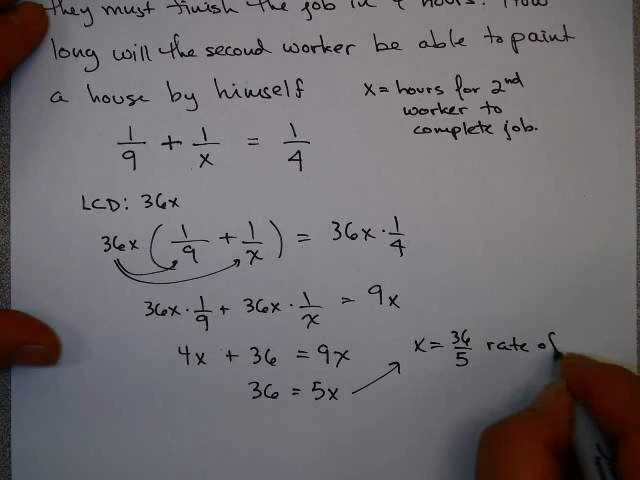 they must finish the job in 4 hours. How
long will the second worker be able to paint
a house by himself
x = hours for 2nd
worker to
complete job.
1/9 + 1/x = 1/4
LCD: 36x
36x (1/9 + 1/x) = 36x · 1/4
36x · 1/9 + 36x · 1/x = 9x
4x + 36 = 9x
36 = 5x
x = 36/5 rate of